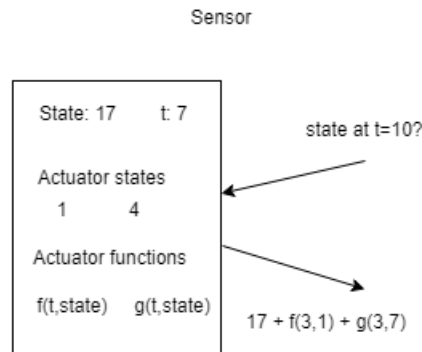 Sensor
State: 17 t: 7
state at t=10?
Actuator states
1 4
Actuator functions
f(t,state) g(t,state)
17 + f(3,1) + g(3,7)